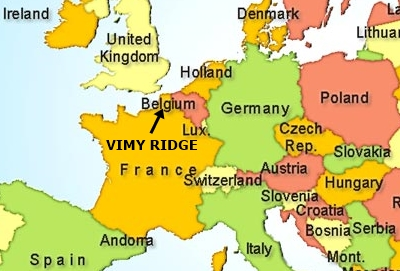 Ireland
Denmark
Lithu
United
Kingdom
Holland
Belgium
Germany
Poland
Lux.
VIMY RIDGE
Czech
Rep.
France
Slovakia
Switzerland
Austria
Hungary
Slovenia
Croatia
Andorra
Bosnia
Serbia
Spain
Italy
Mont.